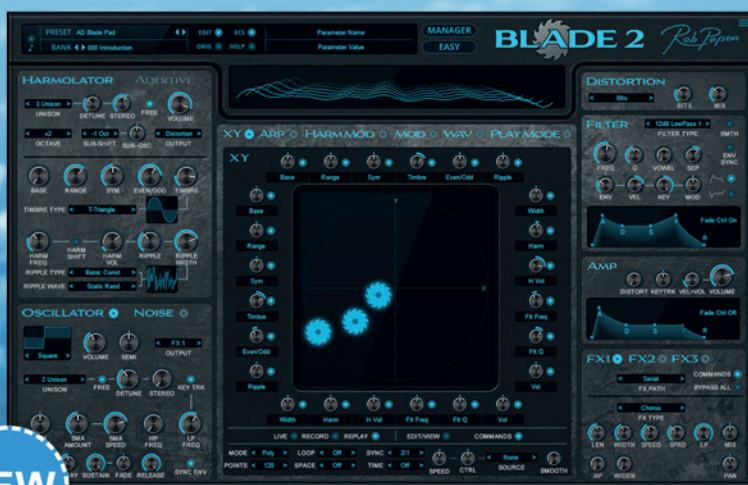 PRESET AD Blade Pad
BANK 000 Introduction
EDIT ECS
ORIG HELP
Parameter Name
Parameter Value
MANAGER
EASY
BLADE 2
Rob Papen
HARMOLATOR ADDITIVE
3 Unison
UNISON DETUNE STEREO FREE VOLUME
+2 -1 Oct Distortion
OCTAVE SUB-SHIFT SUB-OSC OUTPUT
BASE RANGE SYM EVEN/ODD TIMBRE
TIMBRE TYPE T-Triangle
HARM FREQ HARM SHIFT HARM VOL RIPPLE RIPPLE WIDTH
RIPPLE TYPE Base: Const
RIPPLE WAVE Static Rand
OSCILLATOR NOISE
Square VOLUME SEMI FX 1
OUTPUT
2 Unison
UNISON FREE DETUNE STEREO KEY TRK
SMA AMOUNT SMA SPEED HP FREQ LP FREQ
SUSTAIN FADE RELEASE SYNC ENV
XY ARP HARM MOD MOD WAV PLAY MODE
XY
Base Range Sym Timbre Even/Odd Ripple
Base
Range
Sym
Timbre
Even/Odd
Ripple
Y
X
Width
Harm
H Vol
Flt Freq
Flt Q
Vol
Width Harm H Vol Flt Freq Flt Q Vol
LIVE RECORD REPLAY EDIT/VIEW COMMANDS
MODE Poly LOOP Off SYNC 2/1 None
POINTS 128 SPACE Off TIME Off SPEED CTRL SOURCE SMOOTH
DISTORTION
Bits
BITS MIX
FILTER
12dB LowPass 1
FILTER TYPE SMTH
FREQ Q VOWEL SEP ENV SYNC
ENV VEL KEY MOD
Fade Ctrl On
A D S F R
AMP
DISTORT KEYTRK VEL>VOL VOLUME
Fade Ctrl Off
A D S F R
FX1 FX2 FX3
Serial COMMANDS
FX PATH BYPASS ALL
Chorus
FX TYPE
LEN WIDTH SPEED SPRD LP MIX
HP WIDEN PAN